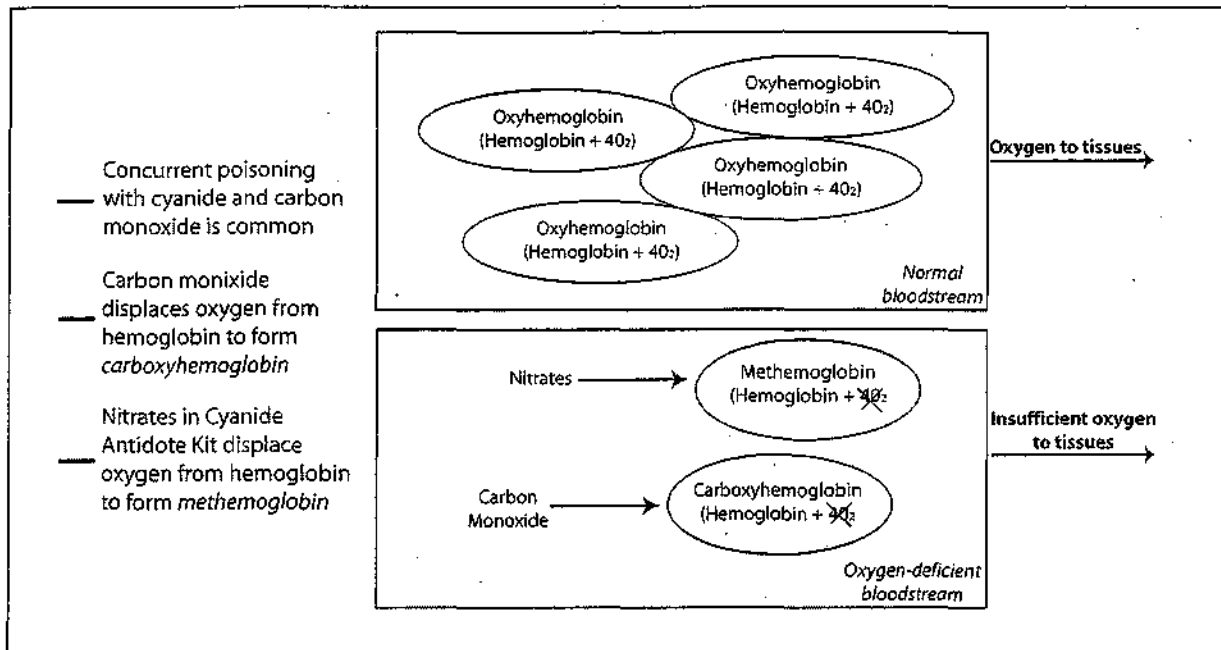 Concurrent poisoning
with cyanide and carbon
monoxide is common
Carbon monixide
displaces oxygen from
hemoglobin to form
carboxyhemoglobin
Nitrates in Cyanide
Antidote Kit displace
oxygen from hemoglobin
to form methemoglobin
Oxyhemoglobin
(Hemoglobin + 4O₂)
Oxyhemoglobin
(Hemoglobin + 4O₂)
Oxyhemoglobin
(Hemoglobin + 4O₂)
Oxyhemoglobin
(Hemoglobin + 4O₂)
Normal
bloodstream
Oxygen to tissues
Nitrates
Methemoglobin
(Hemoglobin + 4O₂
Carbon
Monoxide
Carboxyhemoglobin
(Hemoglobin + 4O₂
Oxygen-deficient
bloodstream
Insufficient oxygen
to tissues